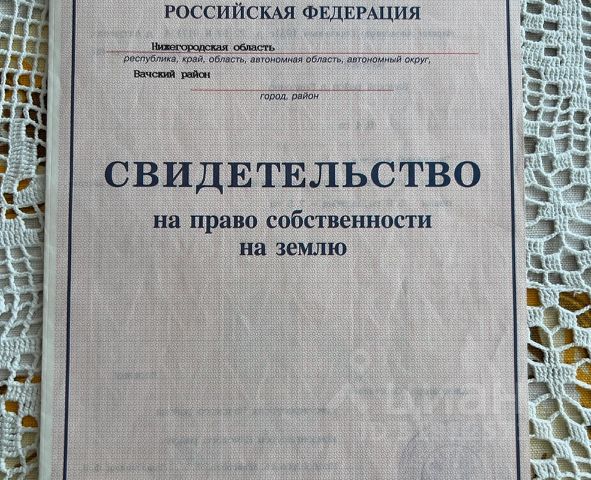 РОССИЙСКАЯ ФЕДЕРАЦИЯ
Нижегородская область
республика, край, область, автономная область, автономный округ,
Вачский район
город, район
СВИДЕТЕЛЬСТВО
на право собственности
на землю